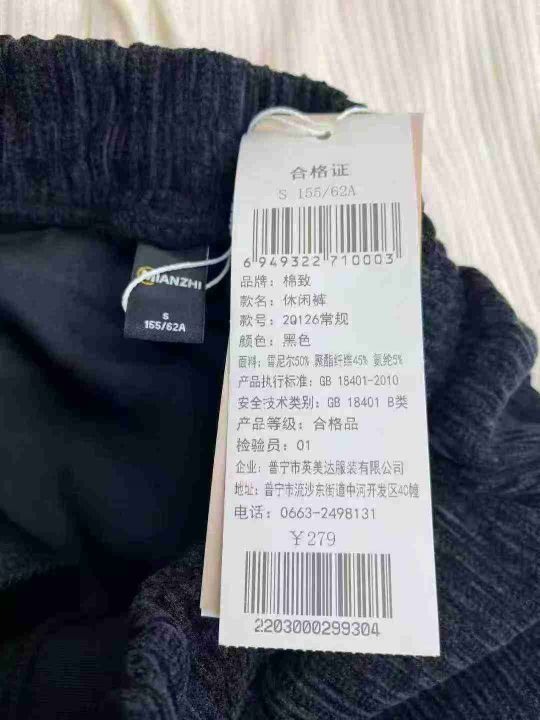 合格证
S 155/62A
6 949322 710003
品牌: 棉致
款名: 休闲裤
款号: 2Q126常规
颜色: 黑色
面料: 雪尼尔50% 聚酯纤维45% 氨纶5%
产品执行标准: GB 18401-2010
安全技术类别: GB 18401 B类
产品等级: 合格品
检验员: 01
企业: 普宁市英美达服装有限公司
地址: 普宁市流沙东街道中河开发区40幢
电话: 0663-2498131
￥279
2203000299304
MIANZHI
S
155/62A